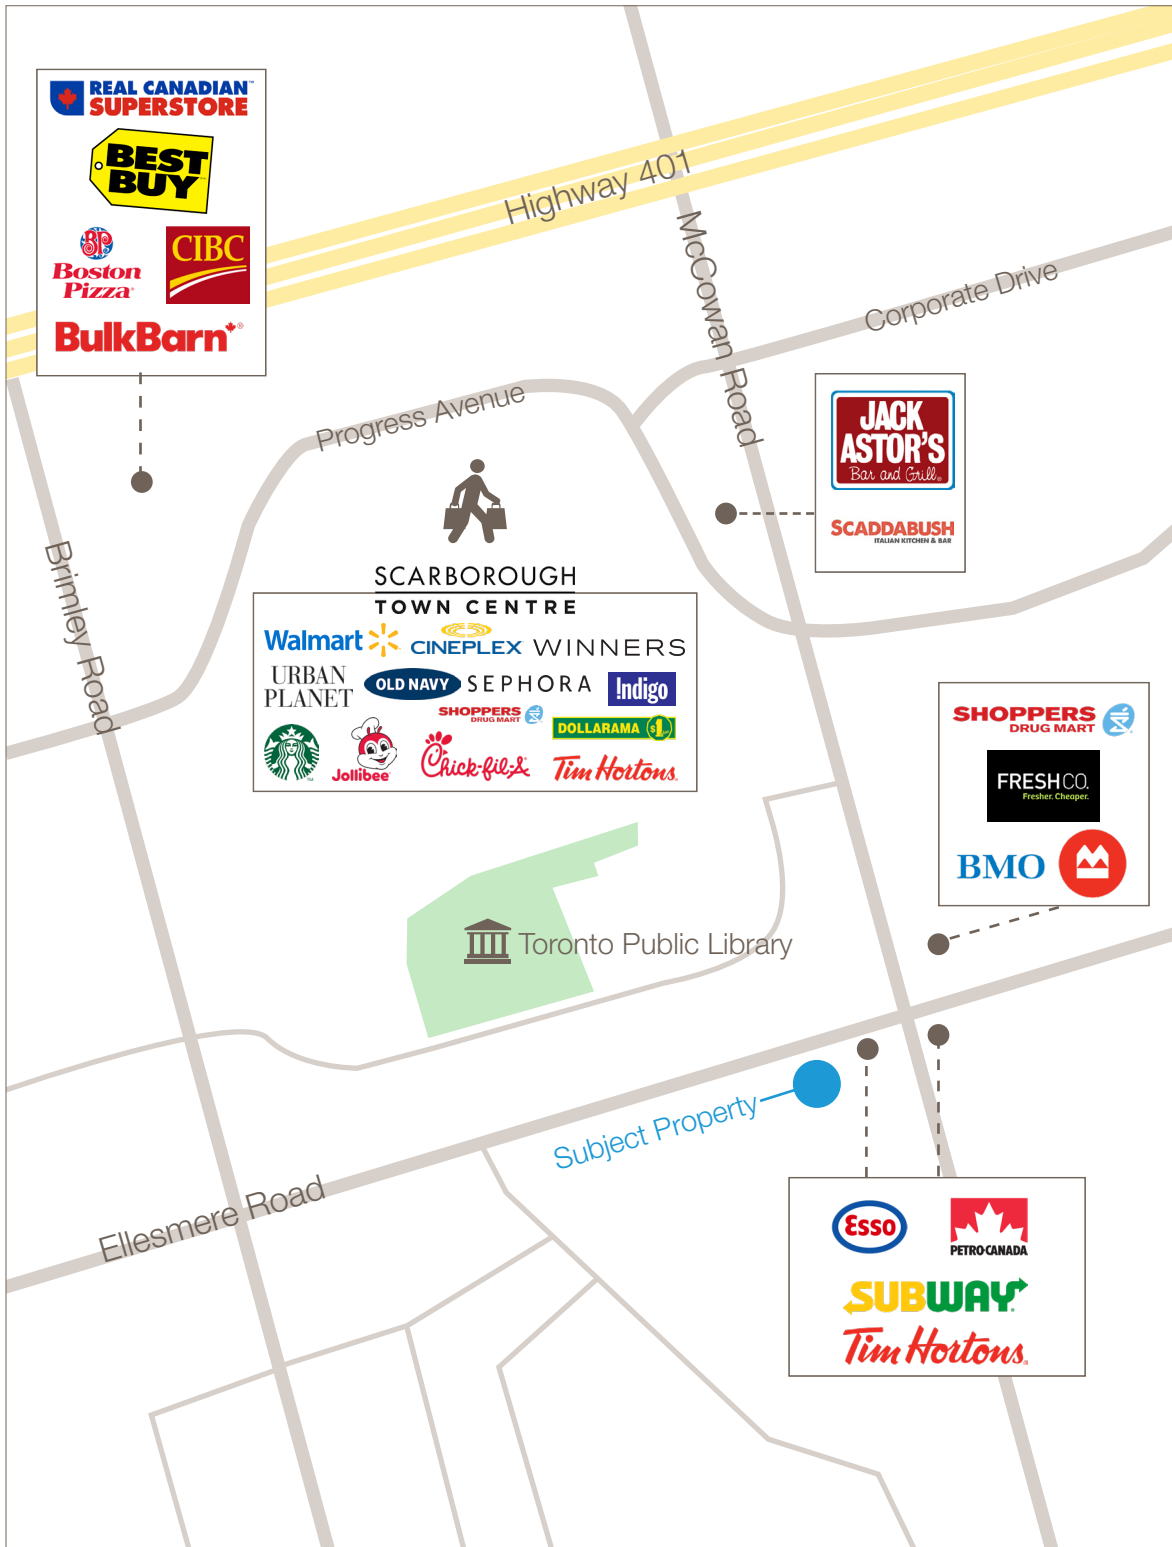 REAL CANADIAN
SUPERSTORE
BEST
BUY
BP
Boston
Pizza
CIBC
BulkBarn
Highway 401
McCowan Road
Corporate Drive
Progress Avenue
JACK
ASTOR'S
Bar and Grill
SCADDABUSH
ITALIAN KITCHEN & BAR
Brimley Road
SCARBOROUGH
TOWN CENTRE
Walmart
CINEPLEX
WINNERS
URBAN
PLANET
OLD NAVY
SEPHORA
Indigo
SHOPPERS
DRUG MART
DOLLARAMA $1
Jollibee
Chick-fil-A
Tim Hortons
SHOPPERS
DRUG MART
FRESHCO.
Fresher. Cheaper.
BMO
Toronto Public Library
Subject Property
Ellesmere Road
Esso
PETRO-CANADA
SUBWAY
Tim Hortons